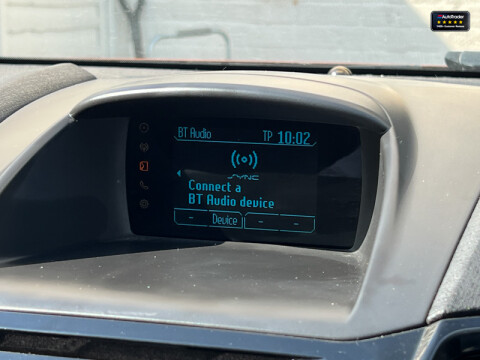 AutoTrader
BT Audio TP 10:02
SYNC
Connect a
BT Audio device
- Device - -